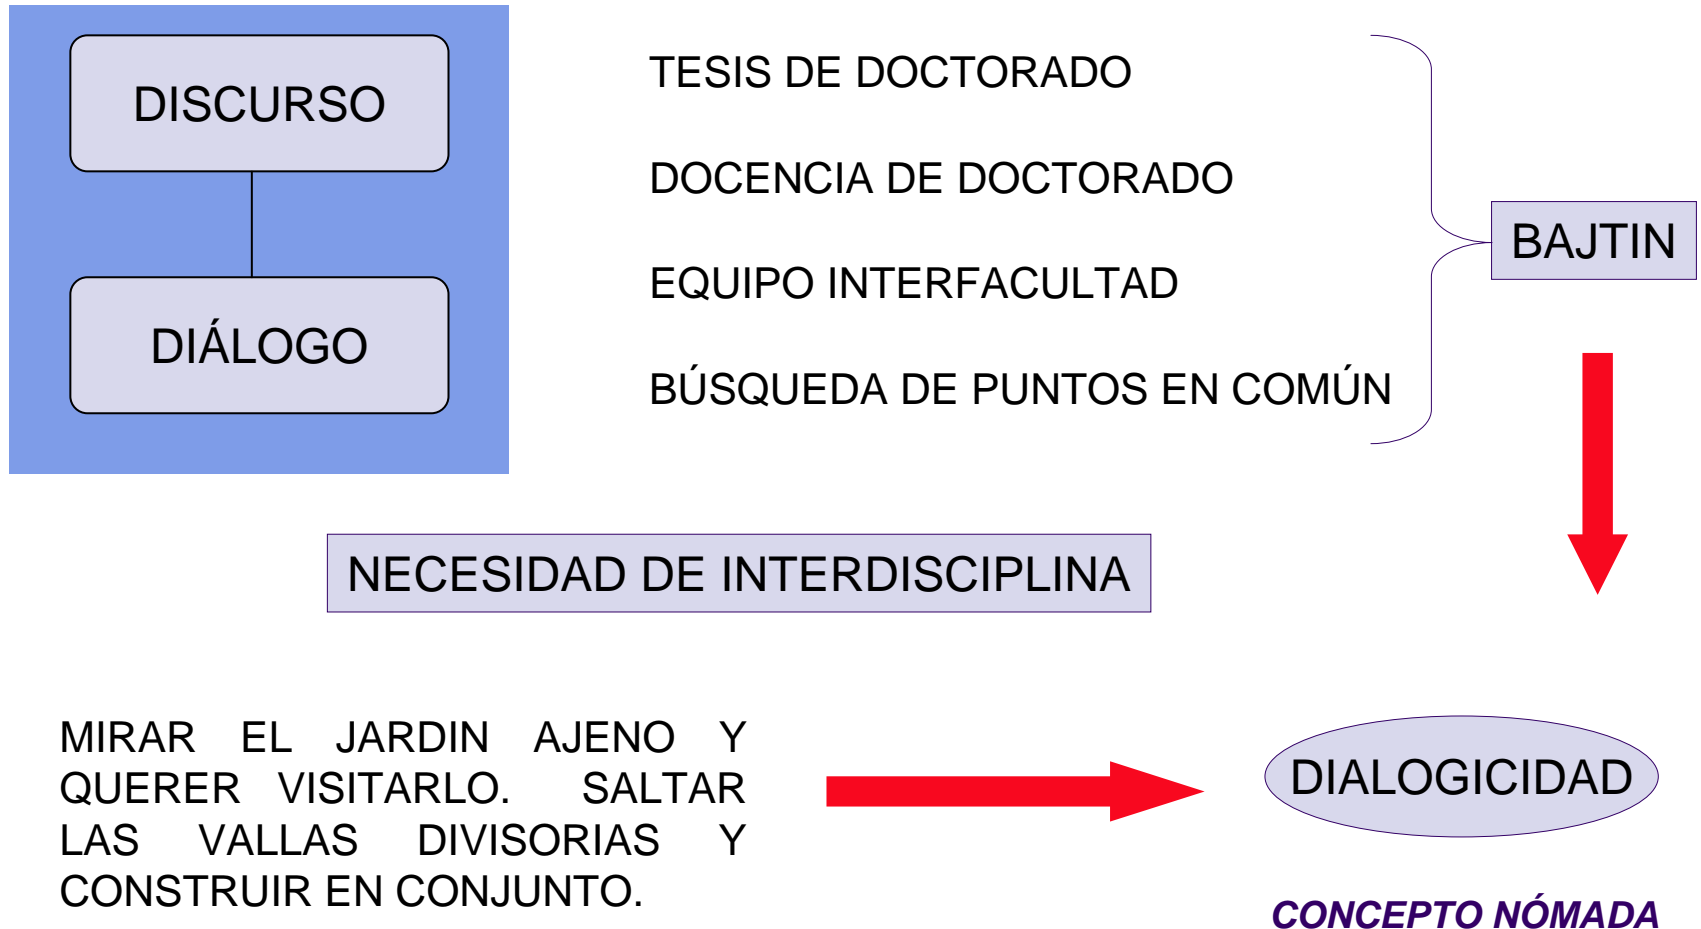 DISCURSO
DIÁLOGO
TESIS DE DOCTORADO
DOCENCIA DE DOCTORADO
EQUIPO INTERFACULTAD
BÚSQUEDA DE PUNTOS EN COMÚN
BAJTIN
NECESIDAD DE INTERDISCIPLINA
MIRAR EL JARDIN AJENO Y
QUERER VISITARLO. SALTAR
LAS VALLAS DIVISORIAS Y
CONSTRUIR EN CONJUNTO.
DIALOGICIDAD
CONCEPTO NÓMADA